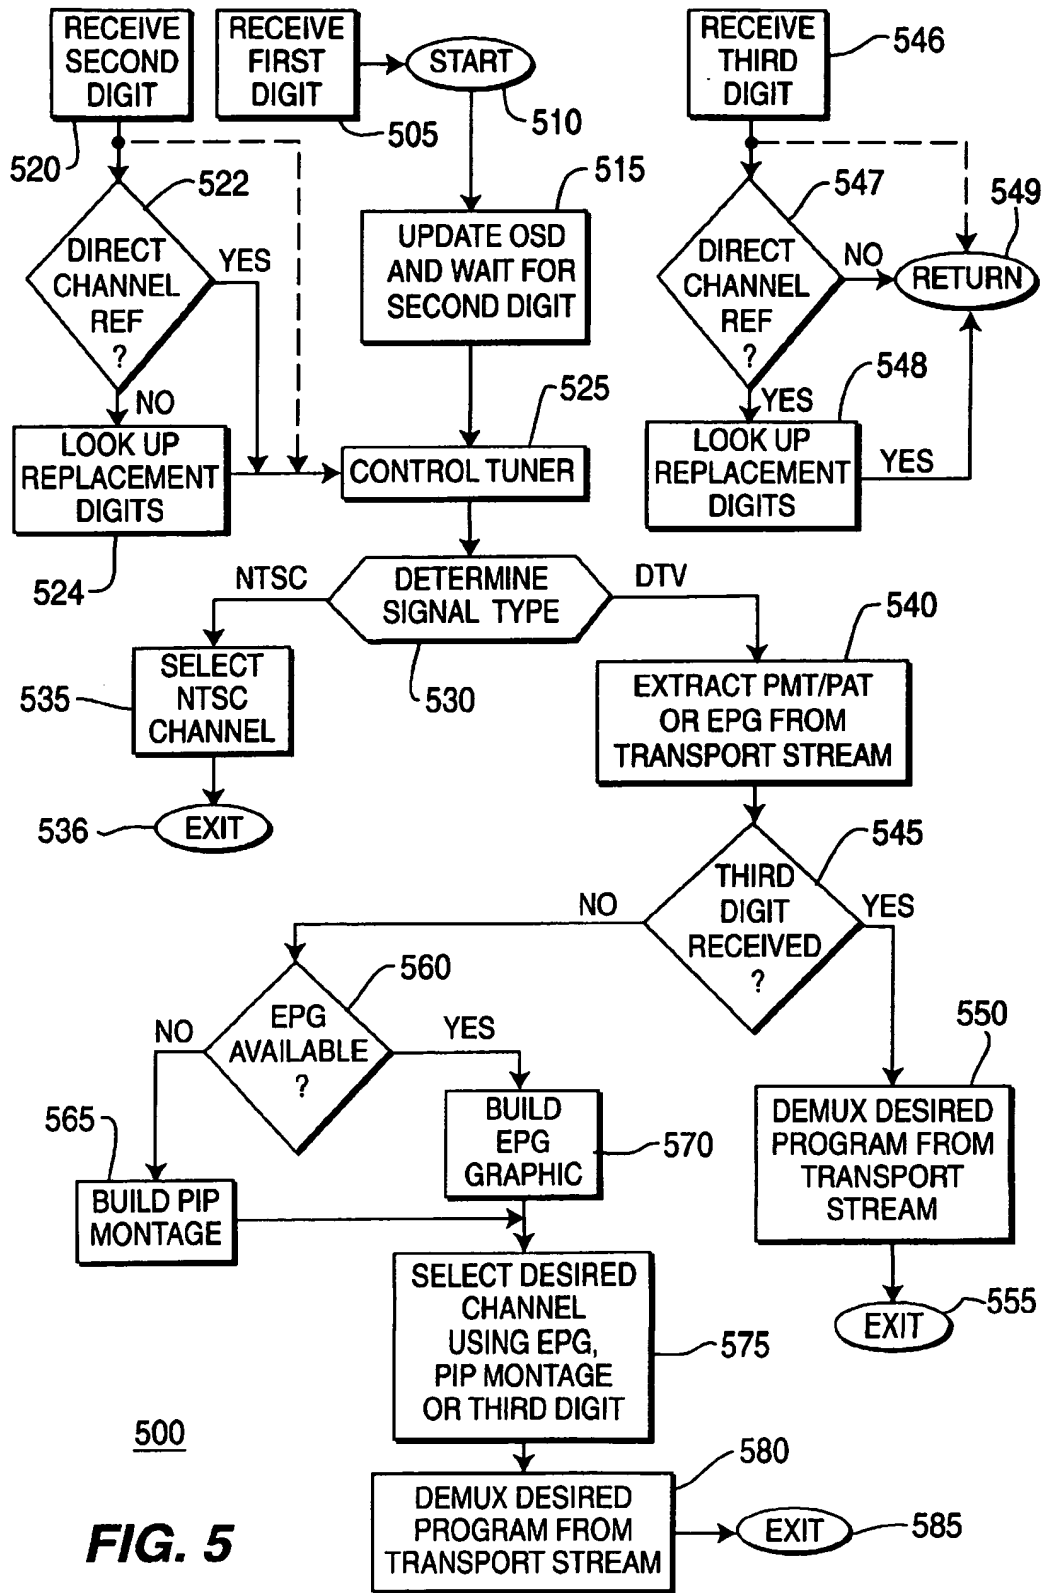 RECEIVE
SECOND
DIGIT
RECEIVE
FIRST
DIGIT
START
RECEIVE
THIRD
DIGIT
546
520
505
510
522
515
547
549
DIRECT
CHANNEL
REF
?
YES
NO
UPDATE OSD
AND WAIT FOR
SECOND DIGIT
DIRECT
CHANNEL
REF
?
NO
YES
RETURN
548
525
LOOK UP
REPLACEMENT
DIGITS
CONTROL TUNER
LOOK UP
REPLACEMENT
DIGITS
YES
524
NTSC
DETERMINE
SIGNAL TYPE
DTV
540
535
SELECT
NTSC
CHANNEL
530
EXTRACT PMT/PAT
OR EPG FROM
TRANSPORT STREAM
536
EXIT
545
THIRD
DIGIT
RECEIVED
?
NO
YES
560
EPG
AVAILABLE
?
NO
YES
550
565
BUILD
EPG
GRAPHIC
570
DEMUX DESIRED
PROGRAM FROM
TRANSPORT
STREAM
BUILD PIP
MONTAGE
SELECT DESIRED
CHANNEL
USING EPG,
PIP MONTAGE
OR THIRD DIGIT
575
EXIT
555
500
580
DEMUX DESIRED
PROGRAM FROM
TRANSPORT STREAM
EXIT
585
FIG. 5